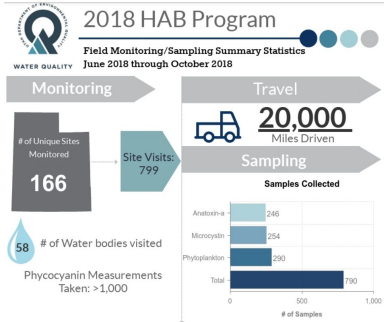 2018 HAB Program
UTAH DEPARTMENT OF ENVIRONMENTAL QUALITY
WATER QUALITY
Field Monitoring/Sampling Summary Statistics
June 2018 through October 2018
Monitoring
# of Unique Sites
Monitored
166
Site Visits:
799
58
# of Water bodies visited
Phycocyanin Measurements
Taken: >1,000
Travel
20,000
Miles Driven
Sampling
Samples Collected
Anatoxin-a
246
Microcystin
254
Phytoplankton
290
Total
790
0
500
1,000
# of Samples